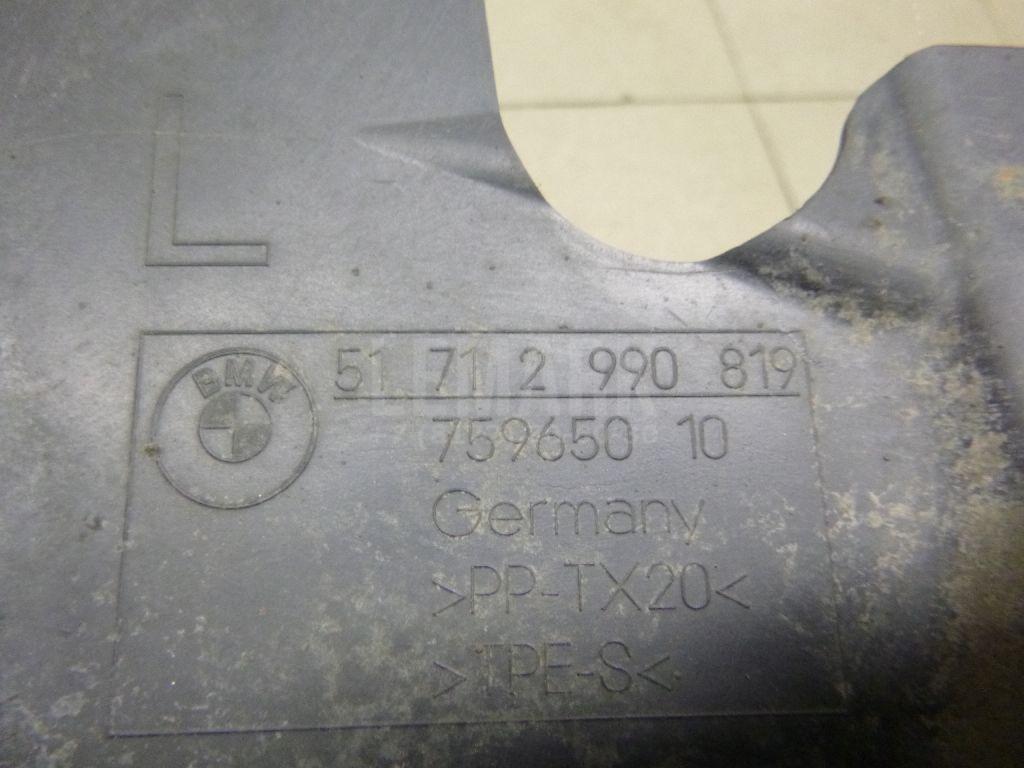 L
BMW
51 71 2 990 819
759650 10
Germany
>PP-TX20<
>TPE-S<